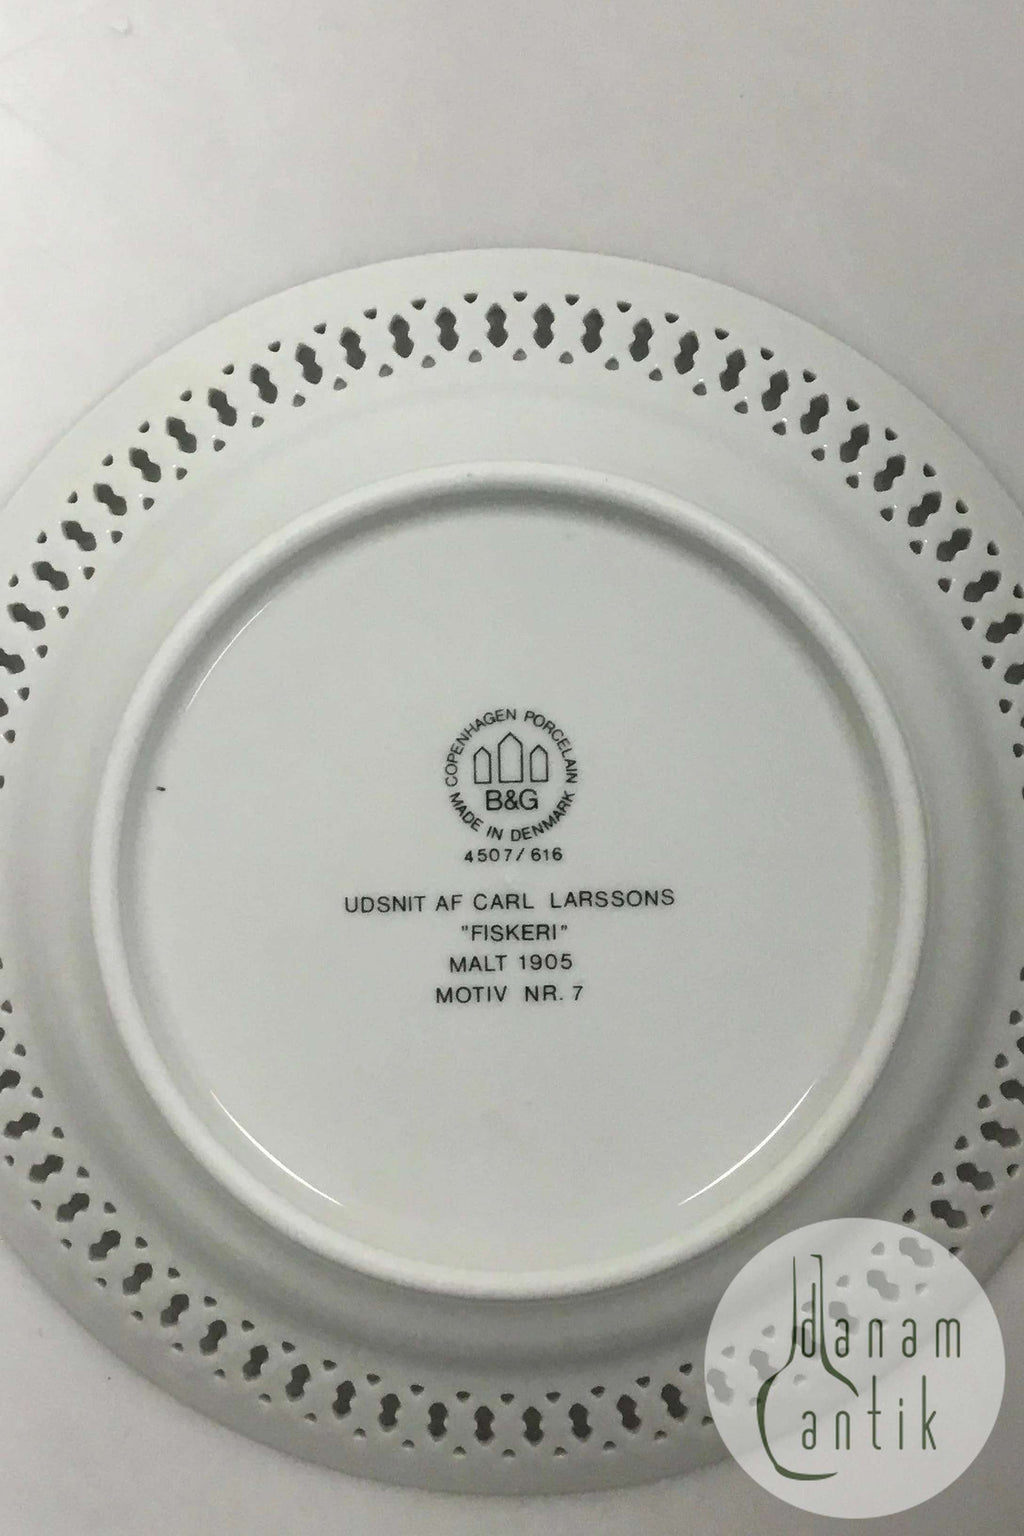 COPENHAGEN PORCELAIN
B&G
MADE IN DENMARK
4507/616
UDSNIT AF CARL LARSSONS
"FISKERI"
MALT 1905
MOTIV NR. 7
danam
antik